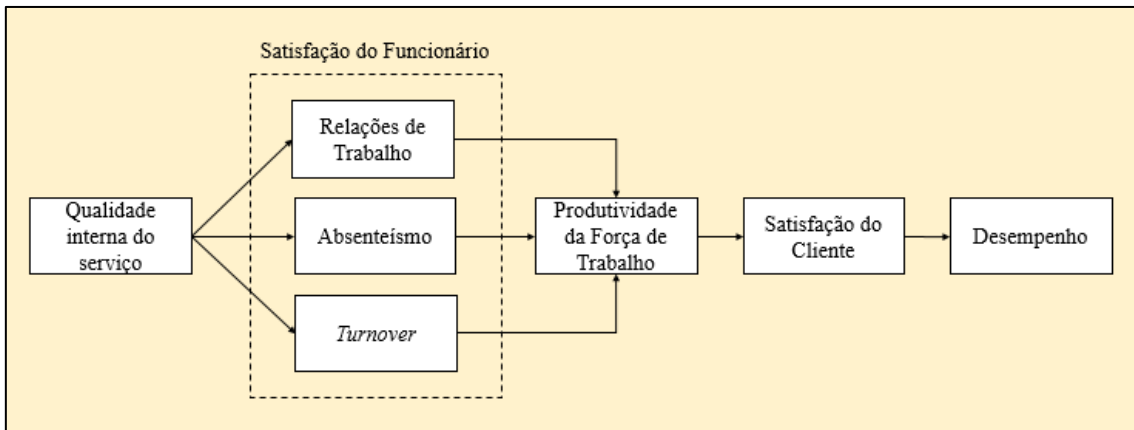 Satisfação do Funcionário
Relações de
Trabalho
Qualidade
interna do
serviço
Absenteísmo
Produtividade
da Força de
Trabalho
Satisfação do
Cliente
Desempenho
Turnover